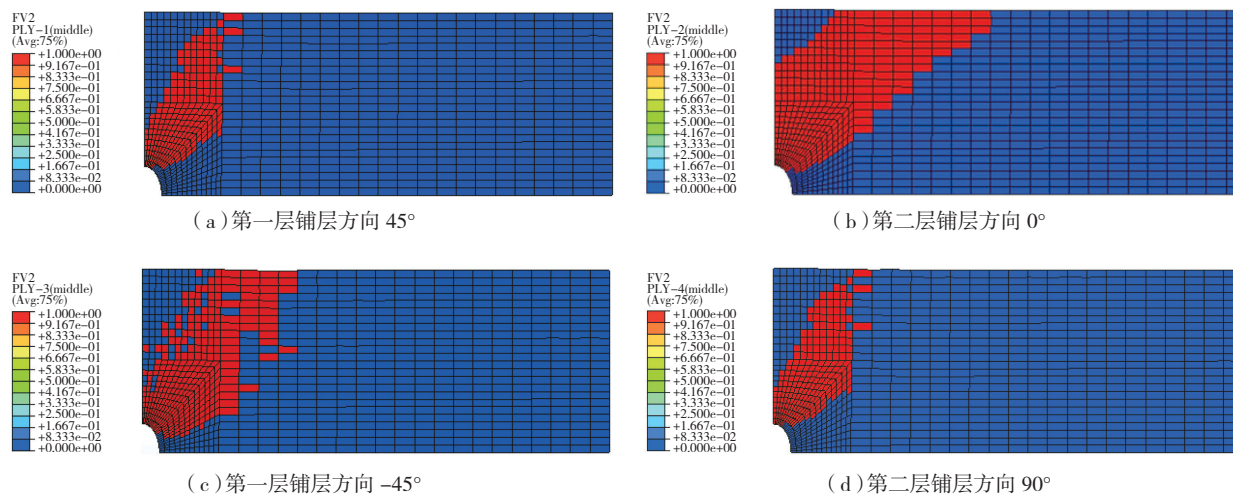 FV2
PLY-1(middle)
(Avg:75%)
+1.000e+00
+9.167e-01
+8.333e-01
+7.500e-01
+6.667e-01
+5.833e-01
+5.000e-01
+4.167e-01
+3.333e-01
+2.500e-01
+1.667e-01
+8.333e-02
+0.000e+00
(a)第一层铺层方向 45°
FV2
PLY-2(middle)
(Avg:75%)
+1.000e+00
+9.167e-01
+8.333e-01
+7.500e-01
+6.667e-01
+5.833e-01
+5.000e-01
+4.167e-01
+3.333e-01
+2.500e-01
+1.667e-01
+8.333e-02
+0.000e+00
(b)第二层铺层方向 0°
FV2
PLY-3(middle)
(Avg:75%)
+1.000e+00
+9.167e-01
+8.333e-01
+7.500e-01
+6.667e-01
+5.833e-01
+5.000e-01
+4.167e-01
+3.333e-01
+2.500e-01
+1.667e-01
+8.333e-02
+0.000e+00
(c)第一层铺层方向 -45°
FV2
PLY-4(middle)
(Avg:75%)
+1.000e+00
+9.167e-01
+8.333e-01
+7.500e-01
+6.667e-01
+5.833e-01
+5.000e-01
+4.167e-01
+3.333e-01
+2.500e-01
+1.667e-01
+8.333e-02
+0.000e+00
(d)第二层铺层方向 90°